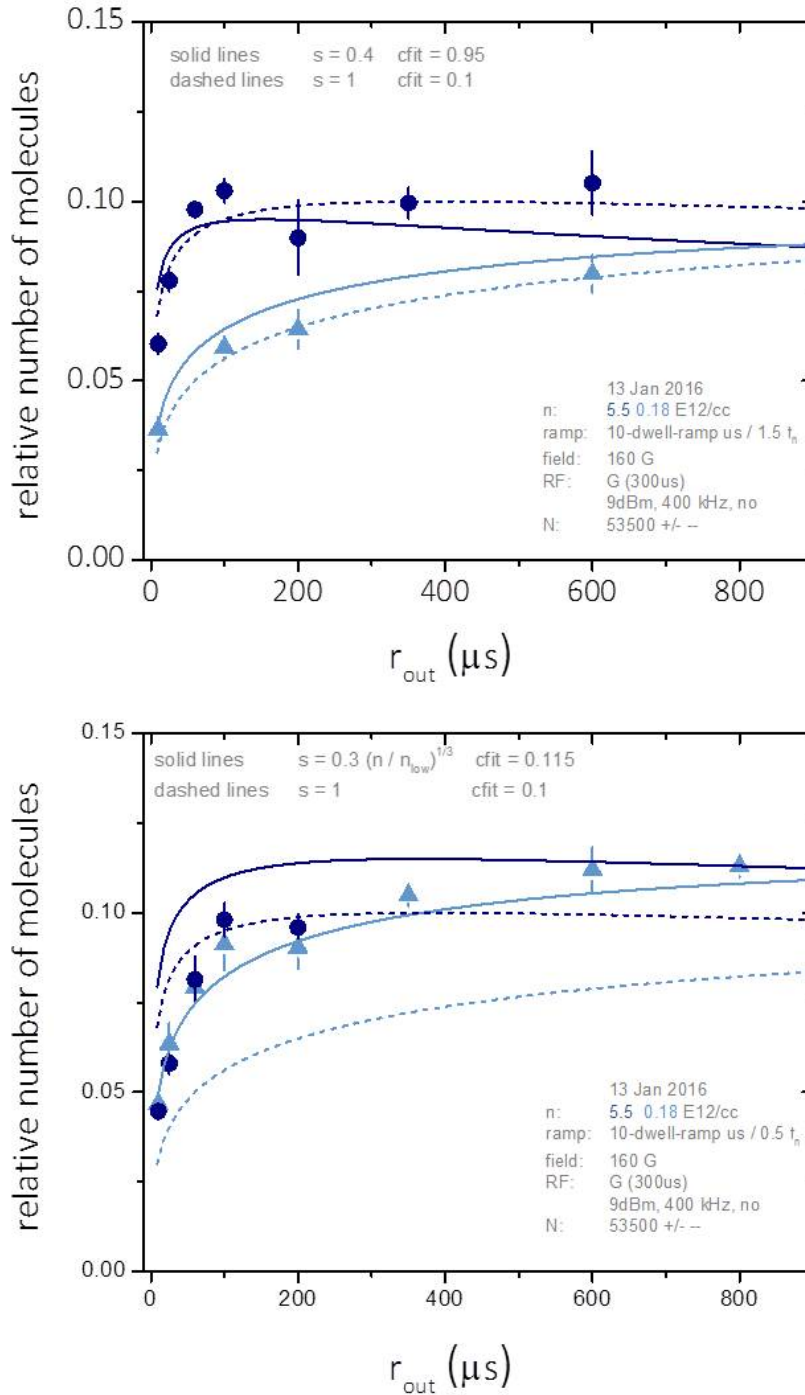 0.15
solid lines s = 0.4 cfit = 0.95
dashed lines s = 1 cfit = 0.1
0.10
0.05
0.00
relative number of molecules
13 Jan 2016
n: 5.5 0.18 E12/cc
ramp: 10-dwell-ramp us / 1.5 tₙ
field: 160 G
RF: G (300us)
9dBm, 400 kHz, no
N: 53500 +/- --
0 200 400 600 800
r_out (μs)
0.15
solid lines s = 0.3 (n / n_low)^1/3 cfit = 0.115
dashed lines s = 1 cfit = 0.1
0.10
0.05
0.00
relative number of molecules
13 Jan 2016
n: 5.5 0.18 E12/cc
ramp: 10-dwell-ramp us / 0.5 tₙ
field: 160 G
RF: G (300us)
9dBm, 400 kHz, no
N: 53500 +/- --
0 200 400 600 800
r_out (μs)